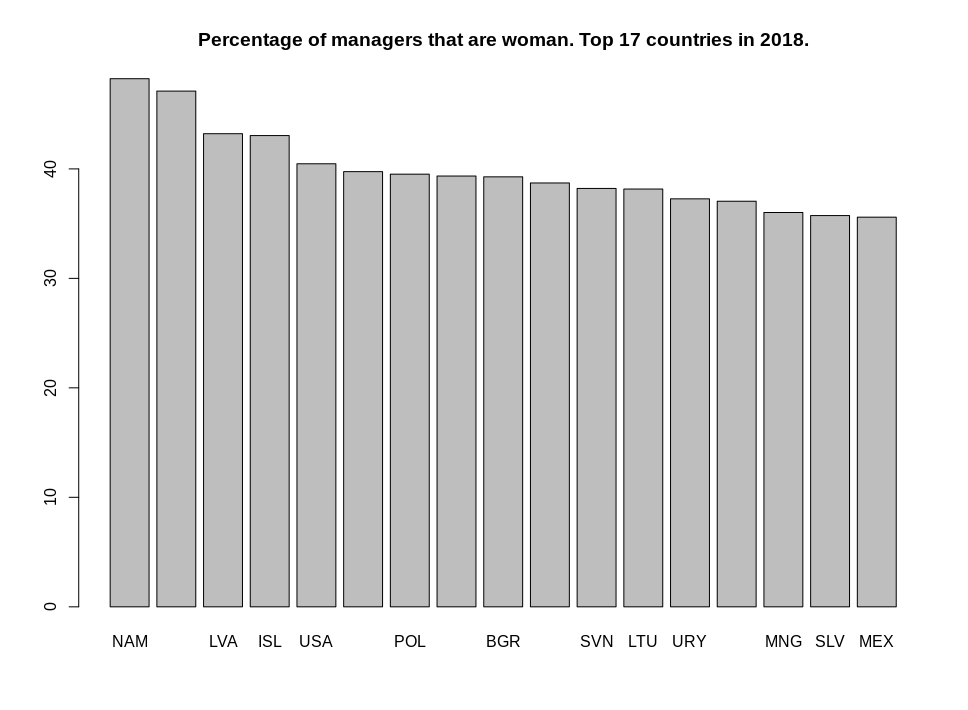 Percentage of managers that are woman. Top 17 countries in 2018.
40
30
20
10
0
NAM LVA ISL USA POL BGR SVN LTU URY MNG SLV MEX